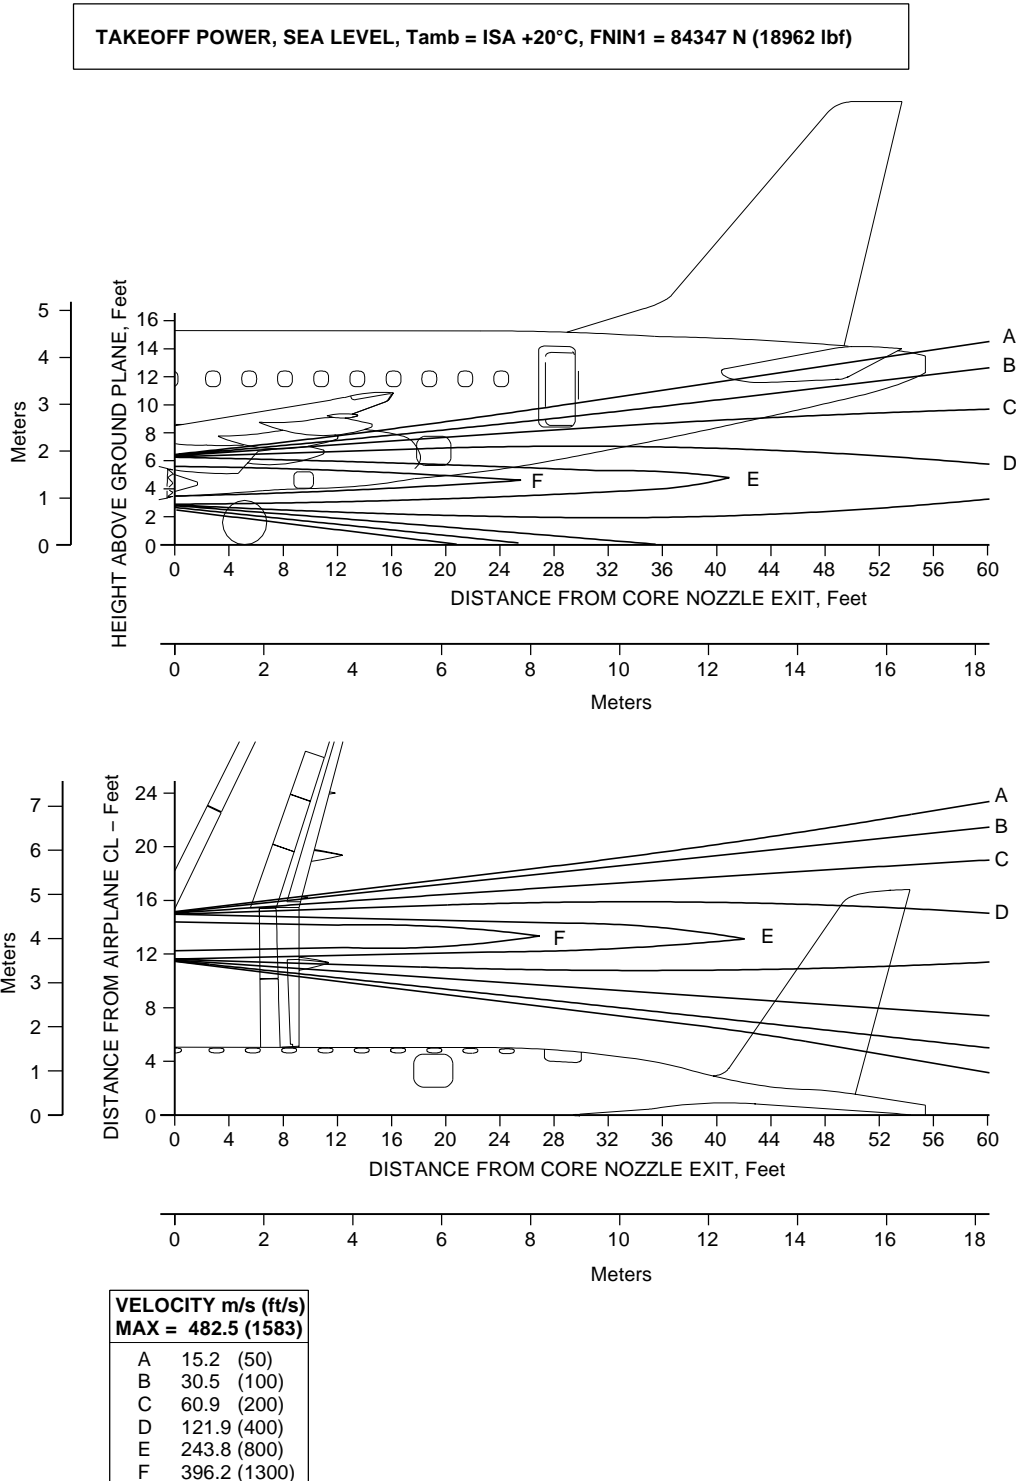 TAKEOFF POWER, SEA LEVEL, Tamb = ISA +20°C, FNIN1 = 84347 N (18962 lbf)
HEIGHT ABOVE GROUND PLANE, Feet
Meters
5
4
3
2
1
0
16
14
12
10
8
6
4
2
0
A
B
C
D
E
F
0 4 8 12 16 20 24 28 32 36 40 44 48 52 56 60
DISTANCE FROM CORE NOZZLE EXIT, Feet
0 2 4 6 8 10 12 14 16 18
Meters
DISTANCE FROM AIRPLANE CL – Feet
Meters
7
6
5
4
3
2
1
0
24
20
16
12
8
4
0
A
B
C
D
E
F
0 4 8 12 16 20 24 28 32 36 40 44 48 52 56 60
DISTANCE FROM CORE NOZZLE EXIT, Feet
0 2 4 6 8 10 12 14 16 18
Meters
VELOCITY m/s (ft/s)
MAX = 482.5 (1583)
A 15.2 (50)
B 30.5 (100)
C 60.9 (200)
D 121.9 (400)
E 243.8 (800)
F 396.2 (1300)